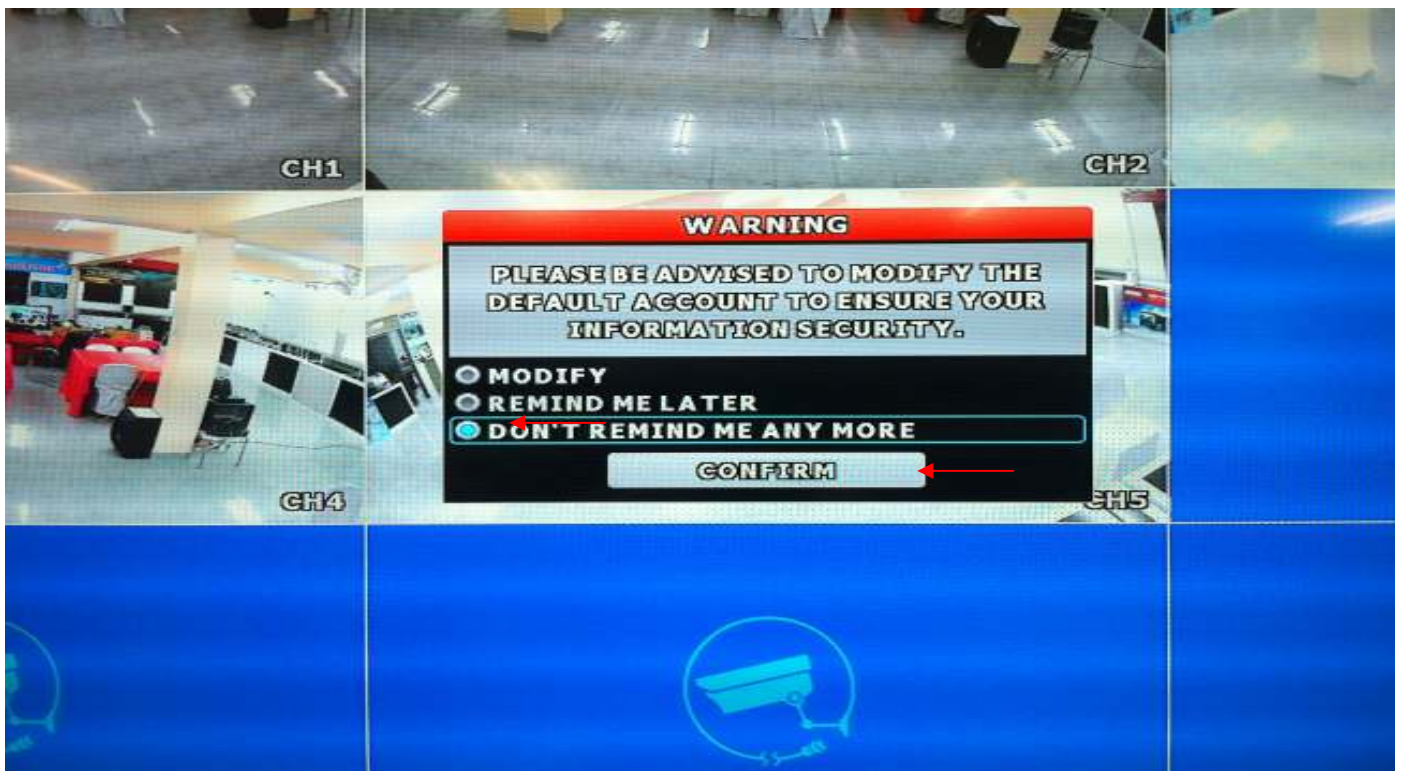 CH1
CH2
WARNING
PLEASE BE ADVISED TO MODIFY THE
DEFAULT ACCOUNT TO ENSURE YOUR
INFORMATION SECURITY.
MODIFY
REMIND ME LATER
DON'T REMIND ME ANY MORE
CONFIRM
CH4
CH5